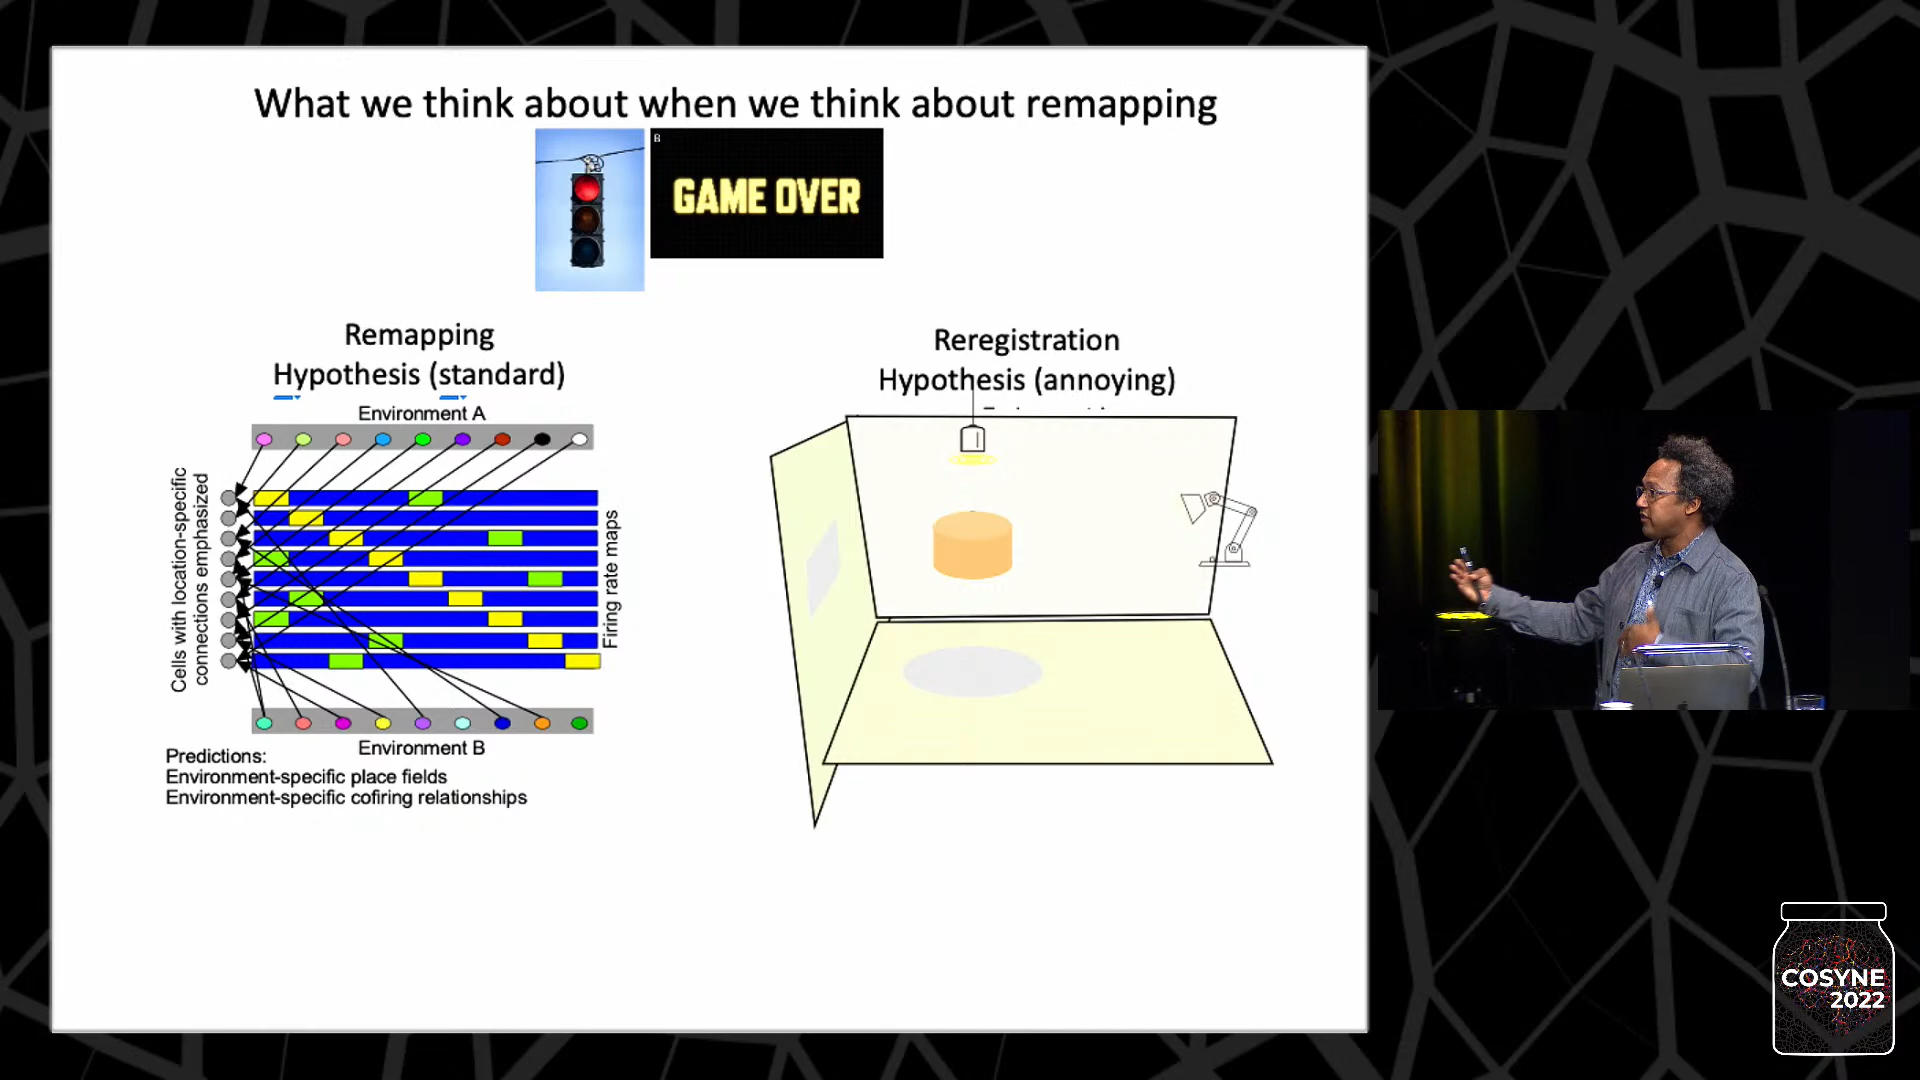 What we think about when we think about remapping
B
GAME OVER
Remapping
Hypothesis (standard)
Environment A
Cells with location-specific
connections emphasized
Firing rate maps
Environment B
Predictions:
Environment-specific place fields
Environment-specific cofiring relationships
Reregistration
Hypothesis (annoying)
COSYNE
2022